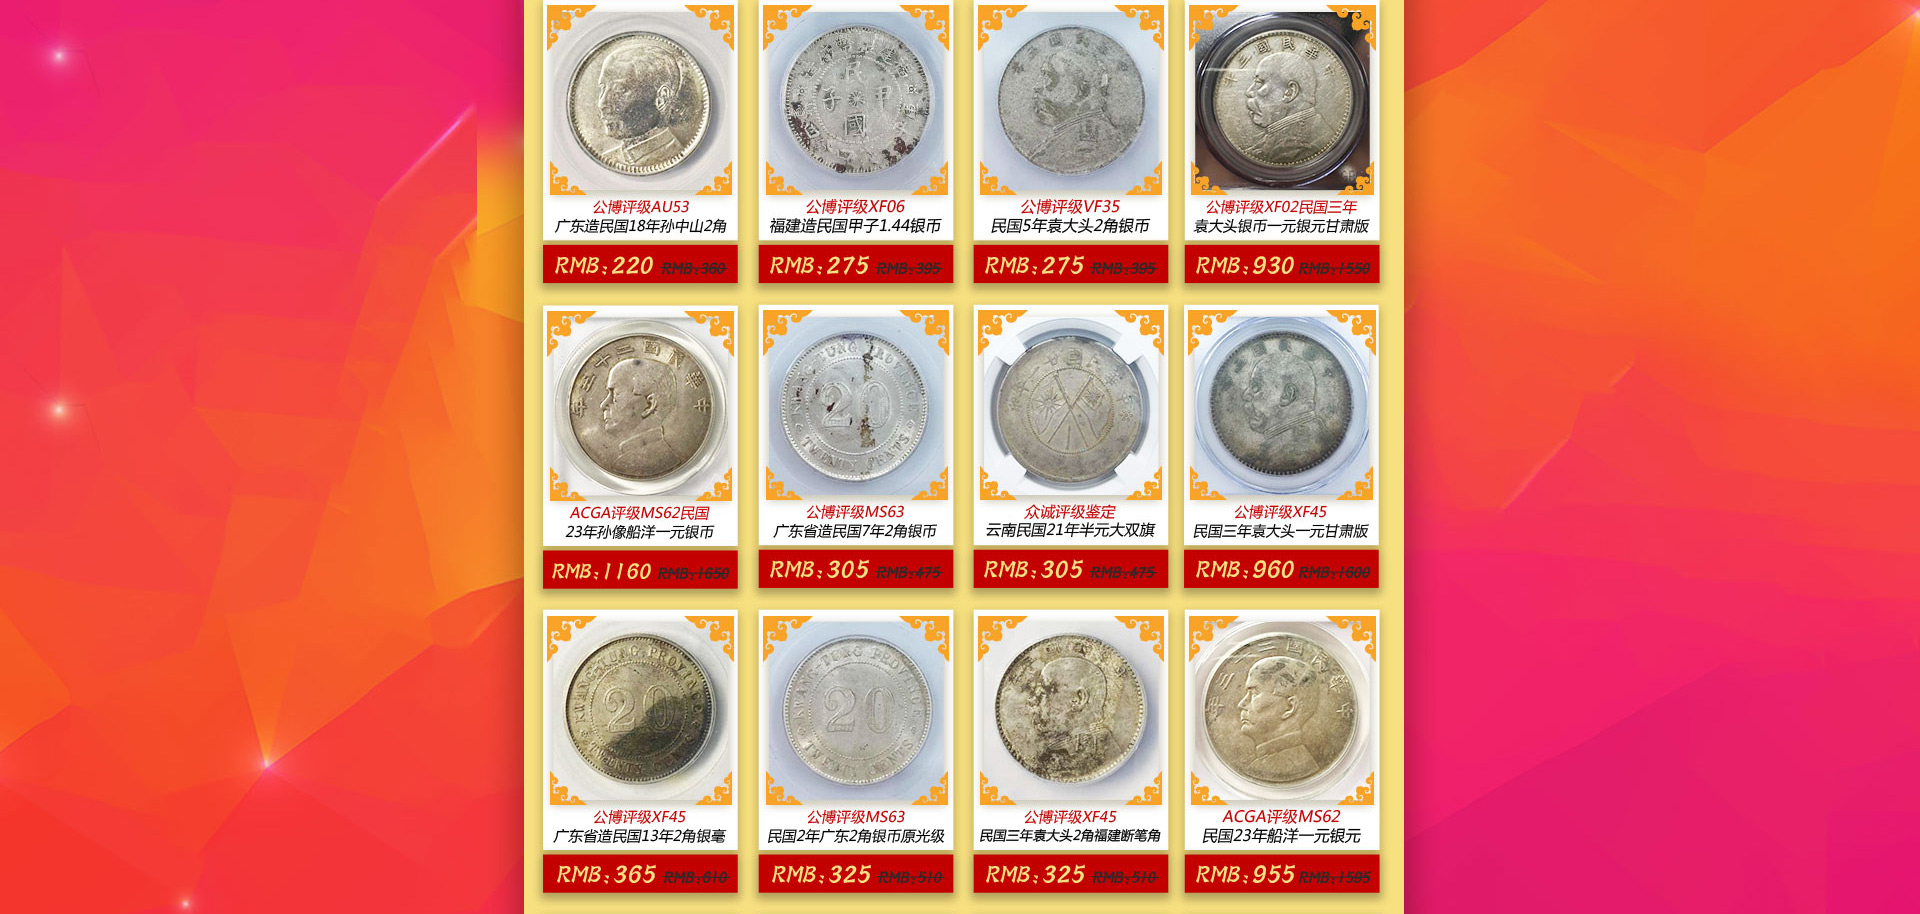 公博评级AU53
广东造民国18年孙中山2角
RMB:220 RMB:360
公博评级XF06
福建造民国甲子1.44银币
RMB:275 RMB:395
公博评级VF35
民国5年袁大头2角银币
RMB:275 RMB:395
公博评级XF02民国三年
袁大头银币一元银元甘肃版
RMB:930 RMB:1550
ACGA评级MS62民国
23年孙像船洋一元银币
RMB:1160 RMB:1650
公博评级MS63
广东省造民国7年2角银币
RMB:305 RMB:475
众诚评级鉴定
云南民国21年半元大双旗
RMB:305 RMB:475
公博评级XF45
民国三年袁大头一元甘肃版
RMB:960 RMB:1600
公博评级XF45
广东省造民国13年2角银毫
RMB:365 RMB:610
公博评级MS63
民国2年广东2角银币原光级
RMB:325 RMB:510
公博评级XF45
民国三年袁大头2角福建断笔角
RMB:325 RMB:510
ACGA评级MS62
民国23年船洋一元银元
RMB:955 RMB:1595